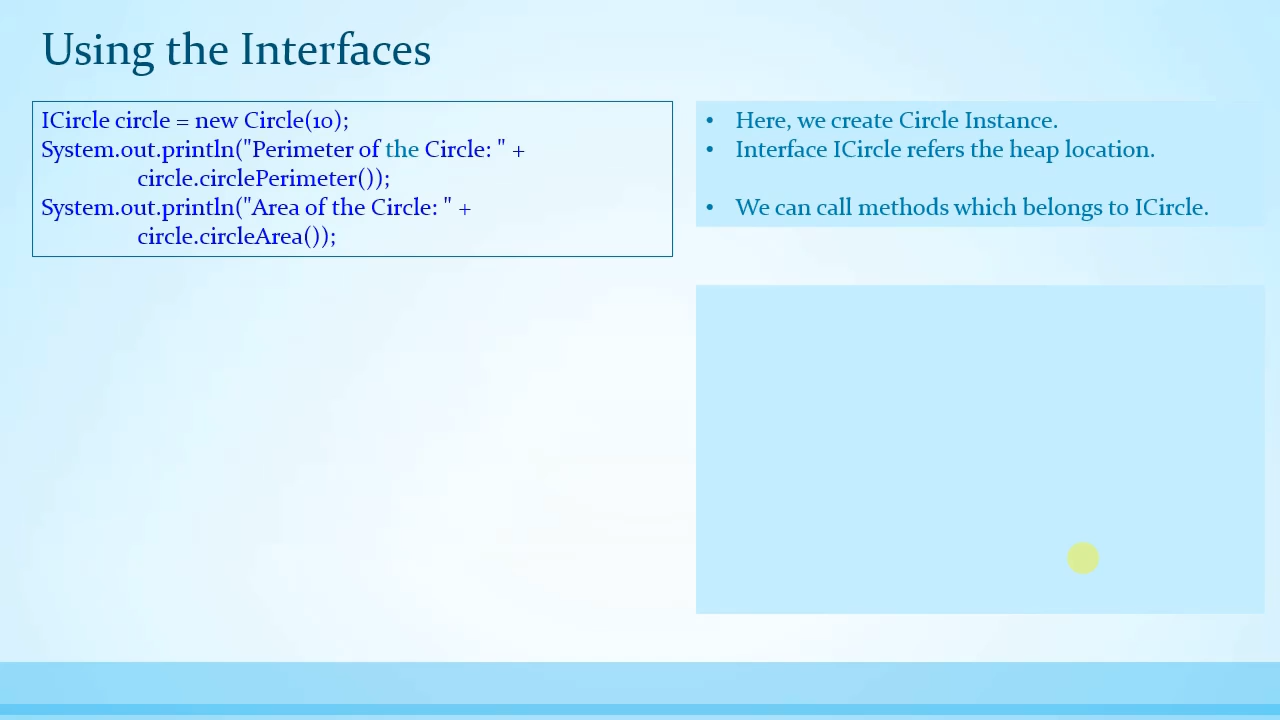 Using the Interfaces
ICircle circle = new Circle(10);
System.out.println("Perimeter of the Circle: " +
circle.circlePerimeter());
System.out.println("Area of the Circle: " +
circle.circleArea());
• Here, we create Circle Instance.
• Interface ICircle refers the heap location.
• We can call methods which belongs to ICircle.